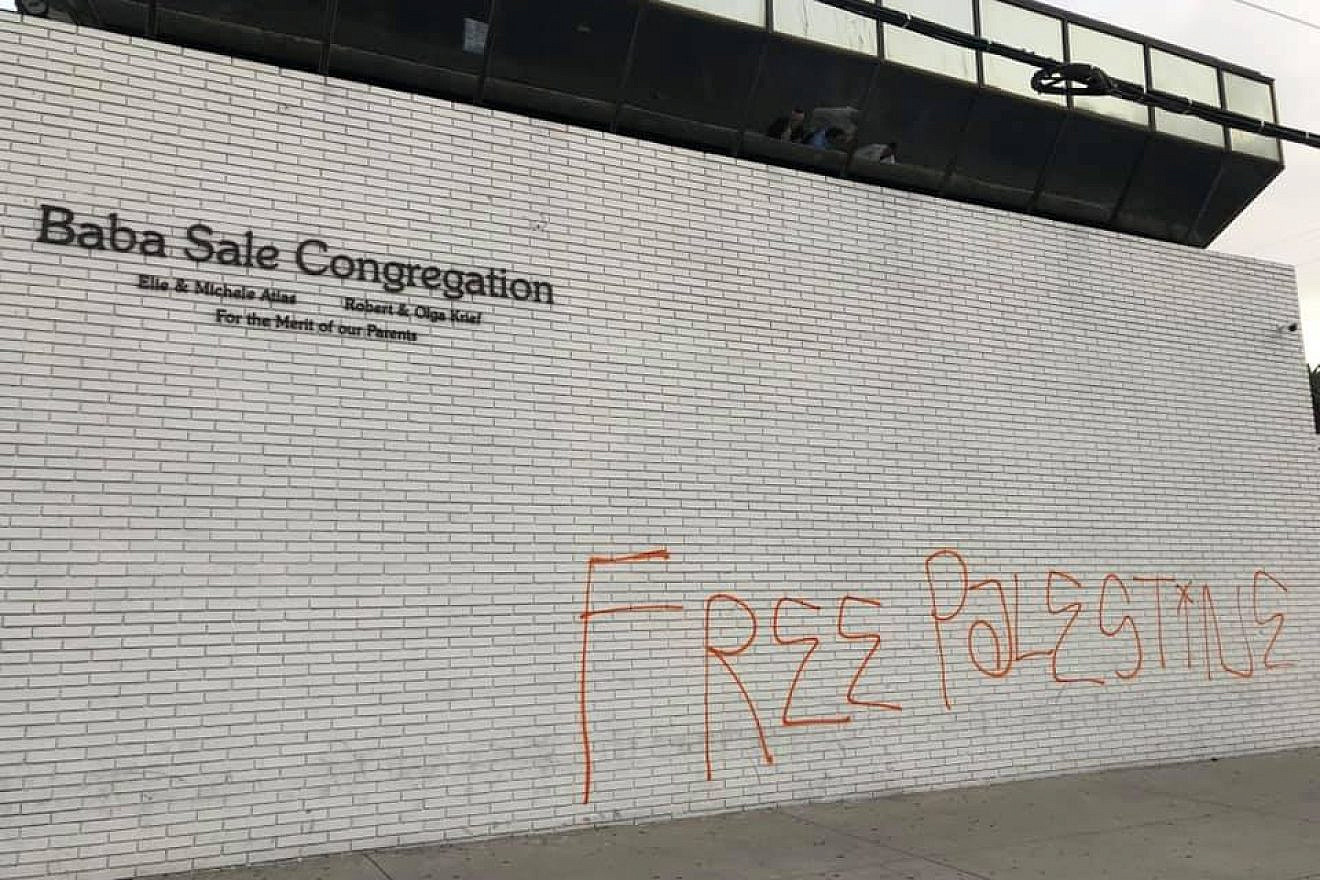 Baba Sale Congregation
Elie & Michele Atlas Robert & Olga Krief
For the Merit of our Parents
FREE PaLESTINE